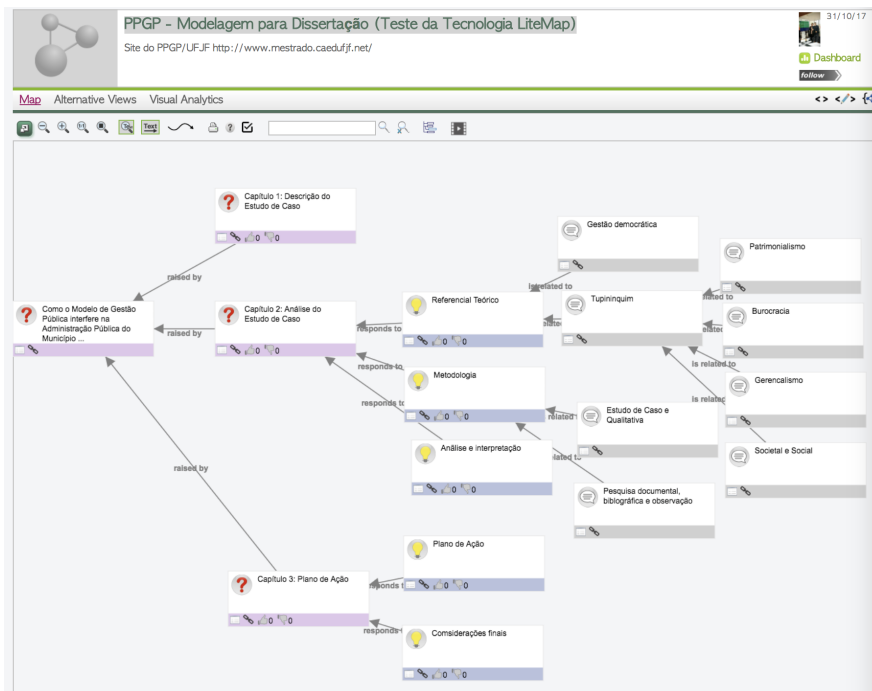 PPGP - Modelagem para Dissertação (Teste da Tecnologia LiteMap)
Site do PPGP/UFJF http://www.mestrado.caedufjf.net/
31/10/17
Dashboard
follow
Map Alternative Views Visual Analytics
Text
Capítulo 1: Descrição do
Estudo de Caso
0 0
raised by
Como o Modelo de Gestão
Pública interfere na
Administração Pública do
Município ...
raised by
Capítulo 2: Análise do
Estudo de Caso
0 0
responds to
Referencial Teórico
0 0
is related to
Gestão democrática
Tupininquim
related to
Patrimonialismo
Burocracia
is related to
Gerencalismo
is related
Societal e Social
responds to
Metodologia
0 0
related
Estudo de Caso e
Qualitativa
responds to
Análise e interpretação
0 0
Pesquisa documental,
biblográfica e observação
raised by
Capítulo 3: Plano de Ação
0 0
Plano de Ação
0 0
responds
Comsiderações finais
0 0